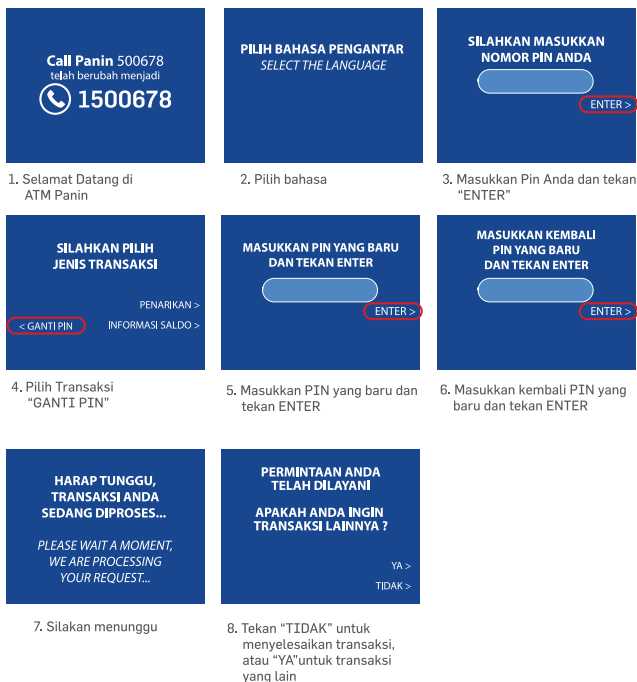 Call Panin 500678
telah berubah menjadi
1500678
1. Selamat Datang di
ATM Panin
PILIH BAHASA PENGANTAR
SELECT THE LANGUAGE
2. Pilih bahasa
SILAHKAN MASUKKAN
NOMOR PIN ANDA
ENTER >
3. Masukkan Pin Anda dan tekan
“ENTER”
SILAHKAN PILIH
JENIS TRANSAKSI
PENARIKAN >
< GANTI PIN
INFORMASI SALDO >
4. Pilih Transaksi
“GANTI PIN”
MASUKKAN PIN YANG BARU
DAN TEKAN ENTER
ENTER >
5. Masukkan PIN yang baru dan
tekan ENTER
MASUKKAN KEMBALI
PIN YANG BARU
DAN TEKAN ENTER
ENTER >
6. Masukkan kembali PIN yang
baru dan tekan ENTER
HARAP TUNGGU,
TRANSAKSI ANDA
SEDANG DIPROSES...
PLEASE WAIT A MOMENT,
WE ARE PROCESSING
YOUR REQUEST...
7. Silakan menunggu
PERMINTAAN ANDA
TELAH DILAYANI
APAKAH ANDA INGIN
TRANSAKSI LAINNYA ?
YA >
TIDAK >
8. Tekan “TIDAK” untuk
menyelesaikan transaksi,
atau “YA”untuk transaksi
yang lain